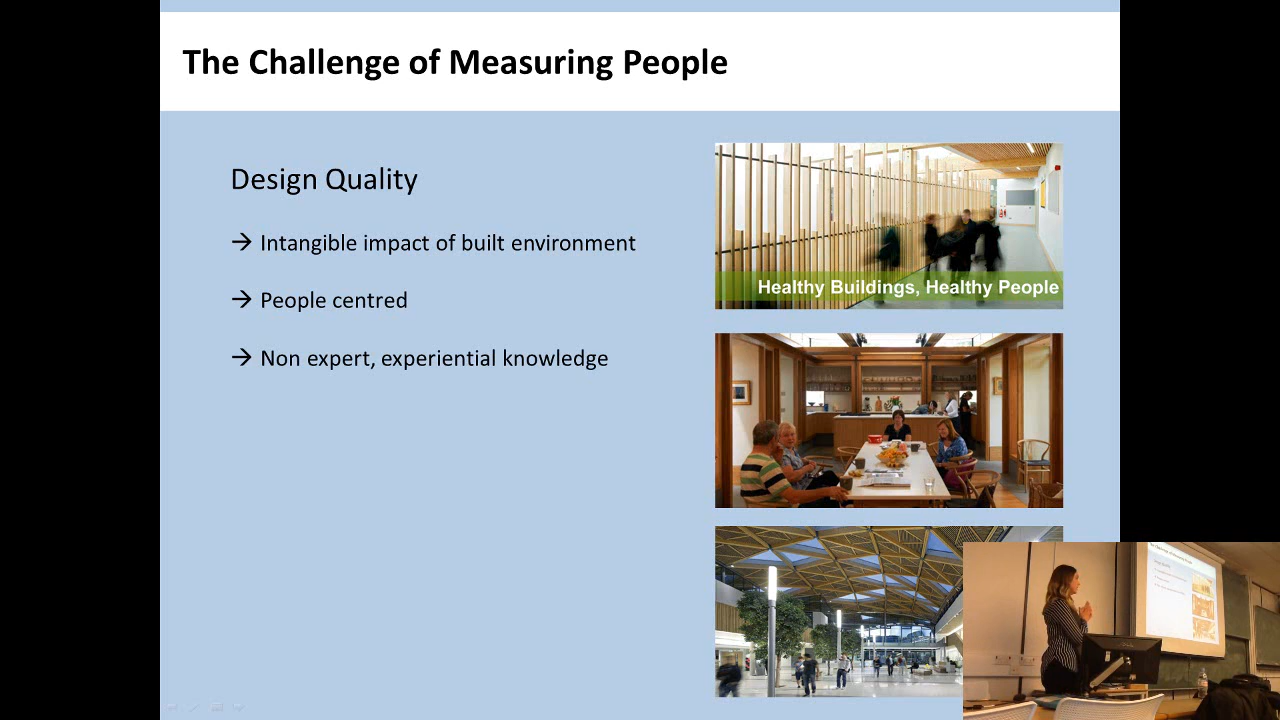 The Challenge of Measuring People
Design Quality
→ Intangible impact of built environment
→ People centred
→ Non expert, experiential knowledge
Healthy Buildings, Healthy People